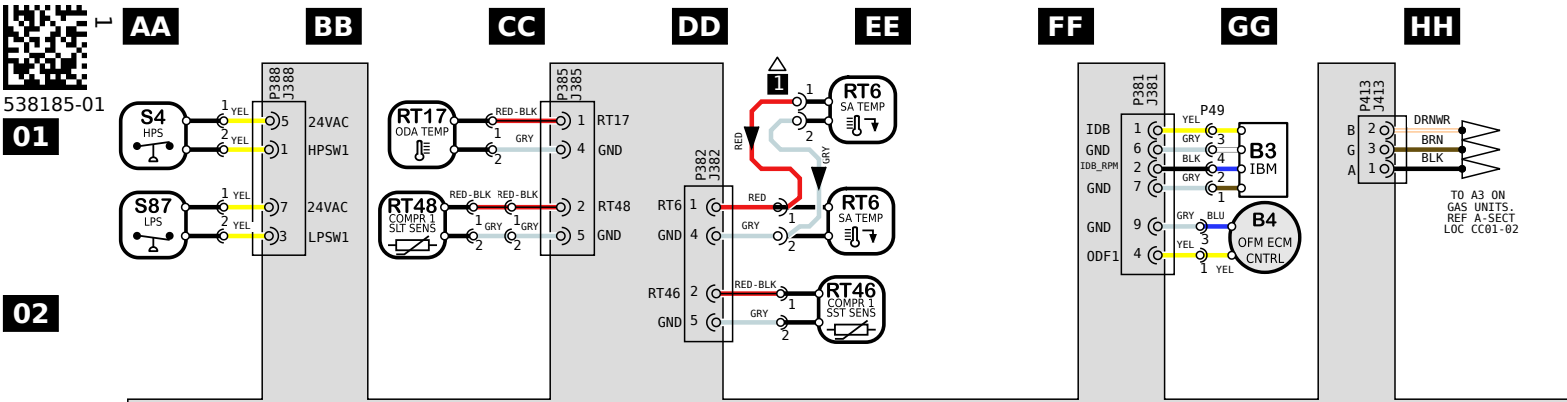 1
538185-01
AA
BB
CC
DD
EE
FF
GG
HH
01
02
S4
HPS
1 YEL
2 YEL
P388
J388
5 24VAC
1 HPSW1
S87
LPS
1 YEL
2 YEL
7 24VAC
3 LPSW1
RT17
ODA TEMP
1 RED-BLK
2 GRY
P385
J385
1 RT17
4 GND
RT48
COMPR 1
SLT SENS
RED-BLK 1 RED-BLK 1
GRY 2 GRY 2
2 RT48
5 GND
P382
J382
RT6 1 RED 1
GND 4 GRY 2
RT46 2 RED-BLK 1
GND 5 GRY 2
1
RED
GRY
1
2
RT6
SA TEMP
RT6
SA TEMP
RT46
COMPR 1
SST SENS
P381
J381
P49
IDB 1 YEL
GND 6 GRY 3
IDB_RPM 2 BLK 4
GND 7 GRY 2
1
B3
IBM
GND 9 GRY 3 BLU
ODF1 4 YEL 1 YEL
B4
OFM ECM
CNTRL
P413
J413
B 2 DRNWR
G 3 BRN
A 1 BLK
TO A3 ON
GAS UNITS.
REF A-SECT
LOC CC01-02